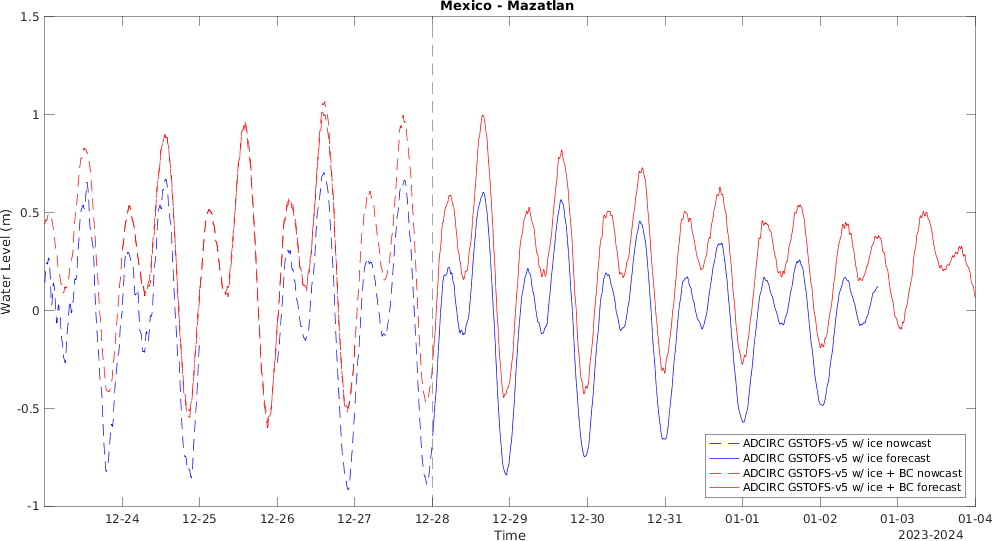 Mexico - Mazatlan
Water Level (m)
1.5
1
0.5
0
-0.5
-1
12-24
12-25
12-26
12-27
12-28
12-29
12-30
12-31
01-01
01-02
01-03
01-04
Time
2023-2024
ADCIRC GSTOFS-v5 w/ ice nowcast
ADCIRC GSTOFS-v5 w/ ice forecast
ADCIRC GSTOFS-v5 w/ ice + BC nowcast
ADCIRC GSTOFS-v5 w/ ice + BC forecast